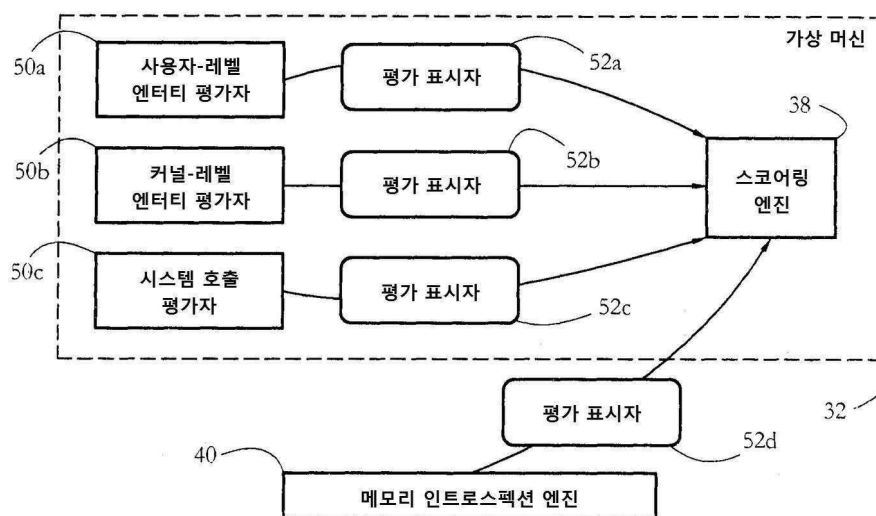 가상 머신
50a
사용자-레벨
엔터티 평가자
평가 표시자
52a
38
50b
커널-레벨
엔터티 평가자
평가 표시자
52b
스코어링
엔진
50c
시스템 호출
평가자
평가 표시자
52c
평가 표시자
32
52d
40
메모리 인트로스펙션 엔진